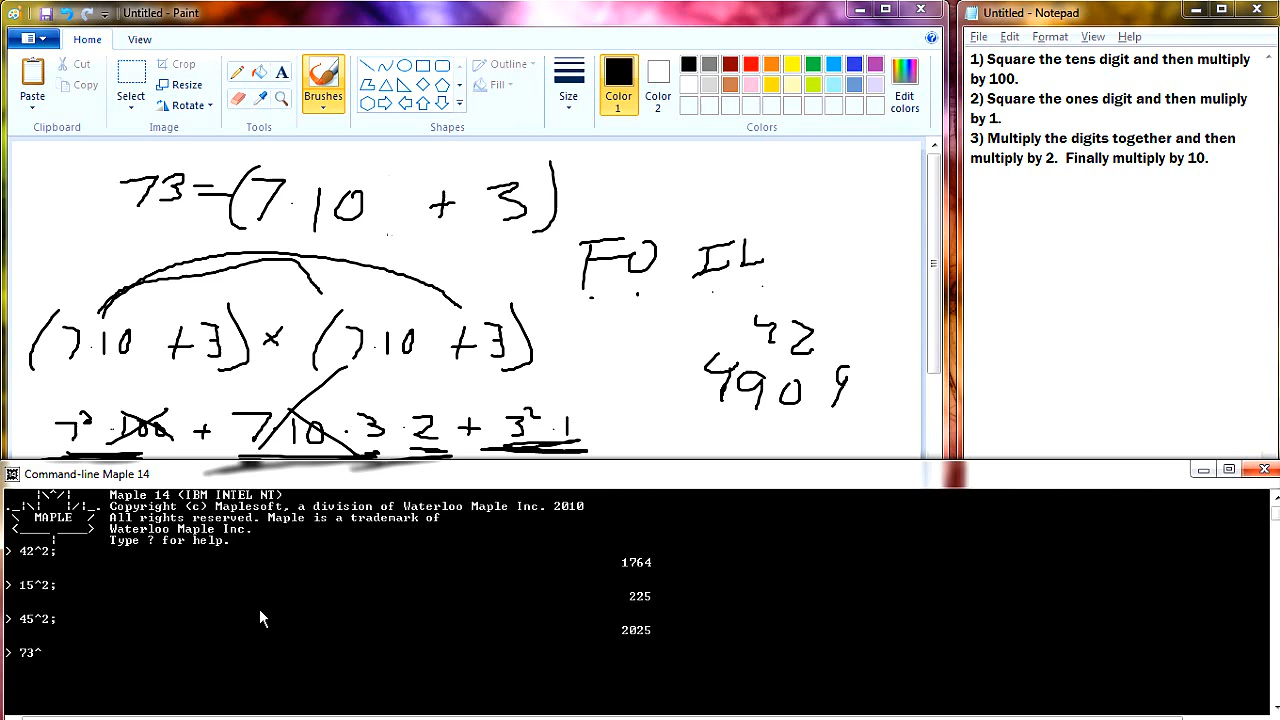 Untitled - Paint
Home View
Paste
Cut
Copy
Clipboard
Select
Crop
Resize
Rotate
Image
A
Tools
Brushes
Outline
Fill
Shapes
Size
Color 1
Color 2
Edit colors
Colors
73=(7·10 + 3)
FO IL
(7·10 +3)× (7·10 +3)
42
4909
7²·100 + 7·10·3·2 + 3²·1
Untitled - Notepad
File Edit Format View Help
1) Square the tens digit and then multiply
by 100.
2) Square the ones digit and then muliply
by 1.
3) Multiply the digits together and then
multiply by 2.  Finally multiply by 10.
Command-line Maple 14
Maple 14 (IBM INTEL NT)
Copyright (c) Maplesoft, a division of Waterloo Maple Inc. 2010
MAPLE All rights reserved. Maple is a trademark of
Waterloo Maple Inc.
Type ? for help.
> 42^2;
1764
> 15^2;
225
> 45^2;
2025
> 73^